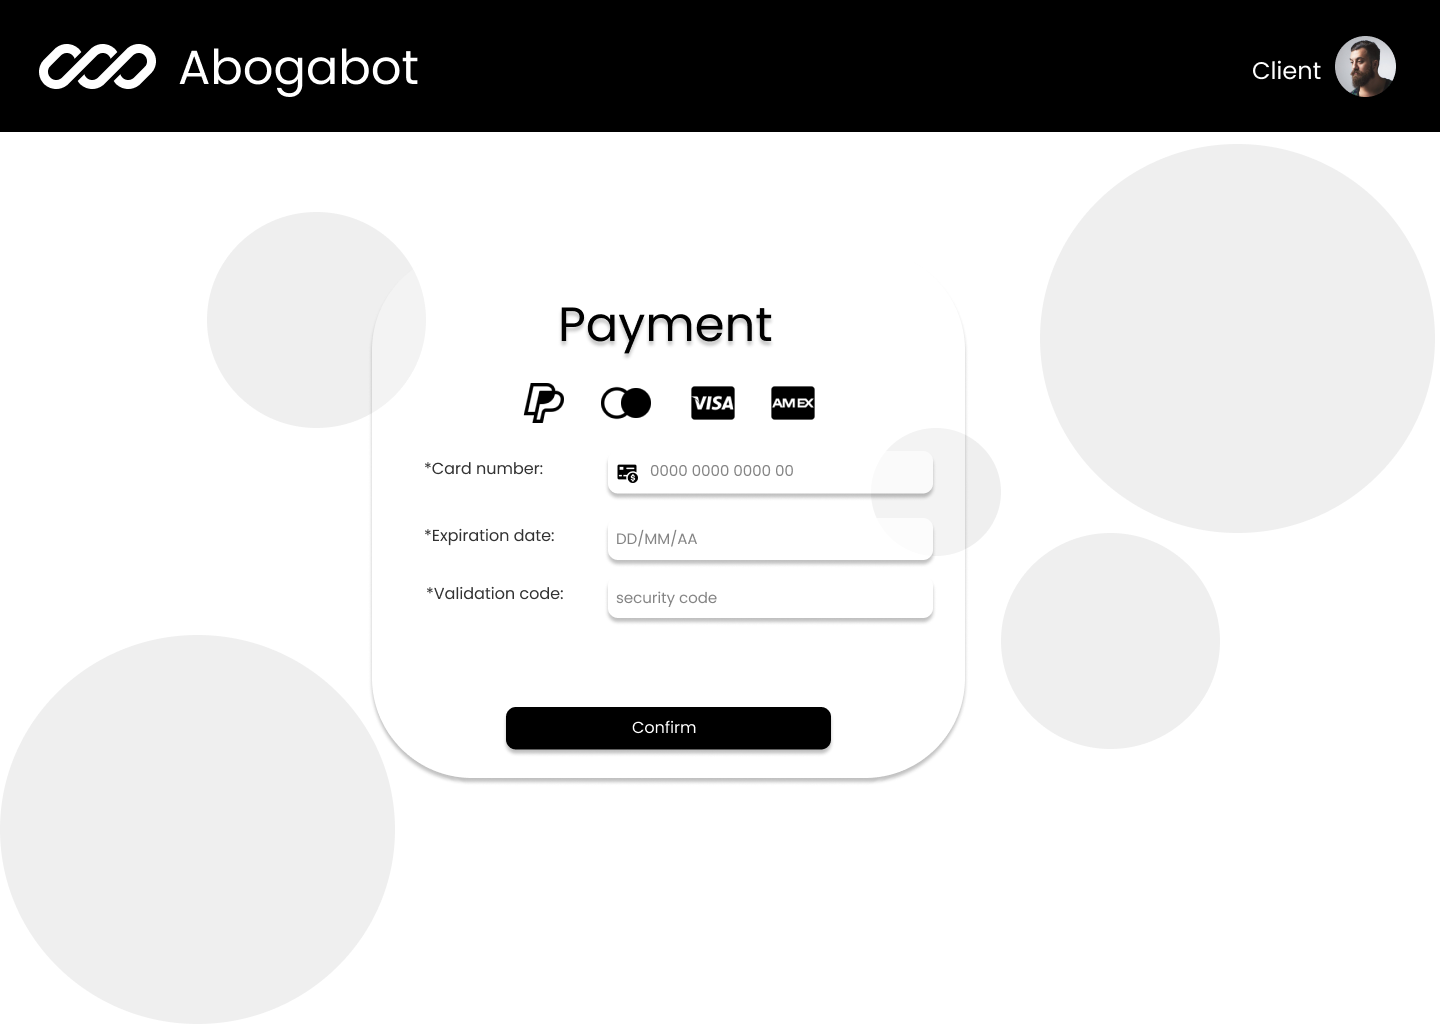 Abogabot
Client
Payment
VISA
AMEX
*Card number:
0000 0000 0000 00
*Expiration date:
DD/MM/AA
*Validation code:
security code
Confirm